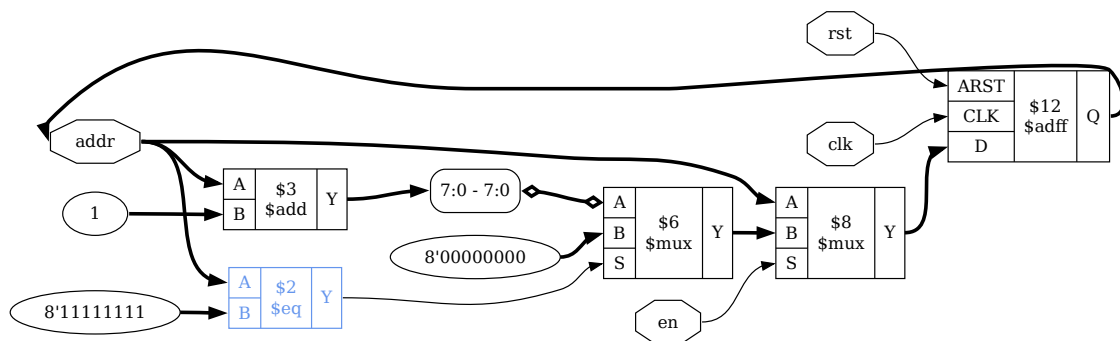 rst
ARST
CLK
D
$12
$adff
Q
addr
clk
A
B
$3
$add
Y
7:0 - 7:0
1
A
B
S
$6
$mux
Y
A
B
S
$8
$mux
Y
8'00000000
A
B
$2
$eq
Y
8'11111111
en